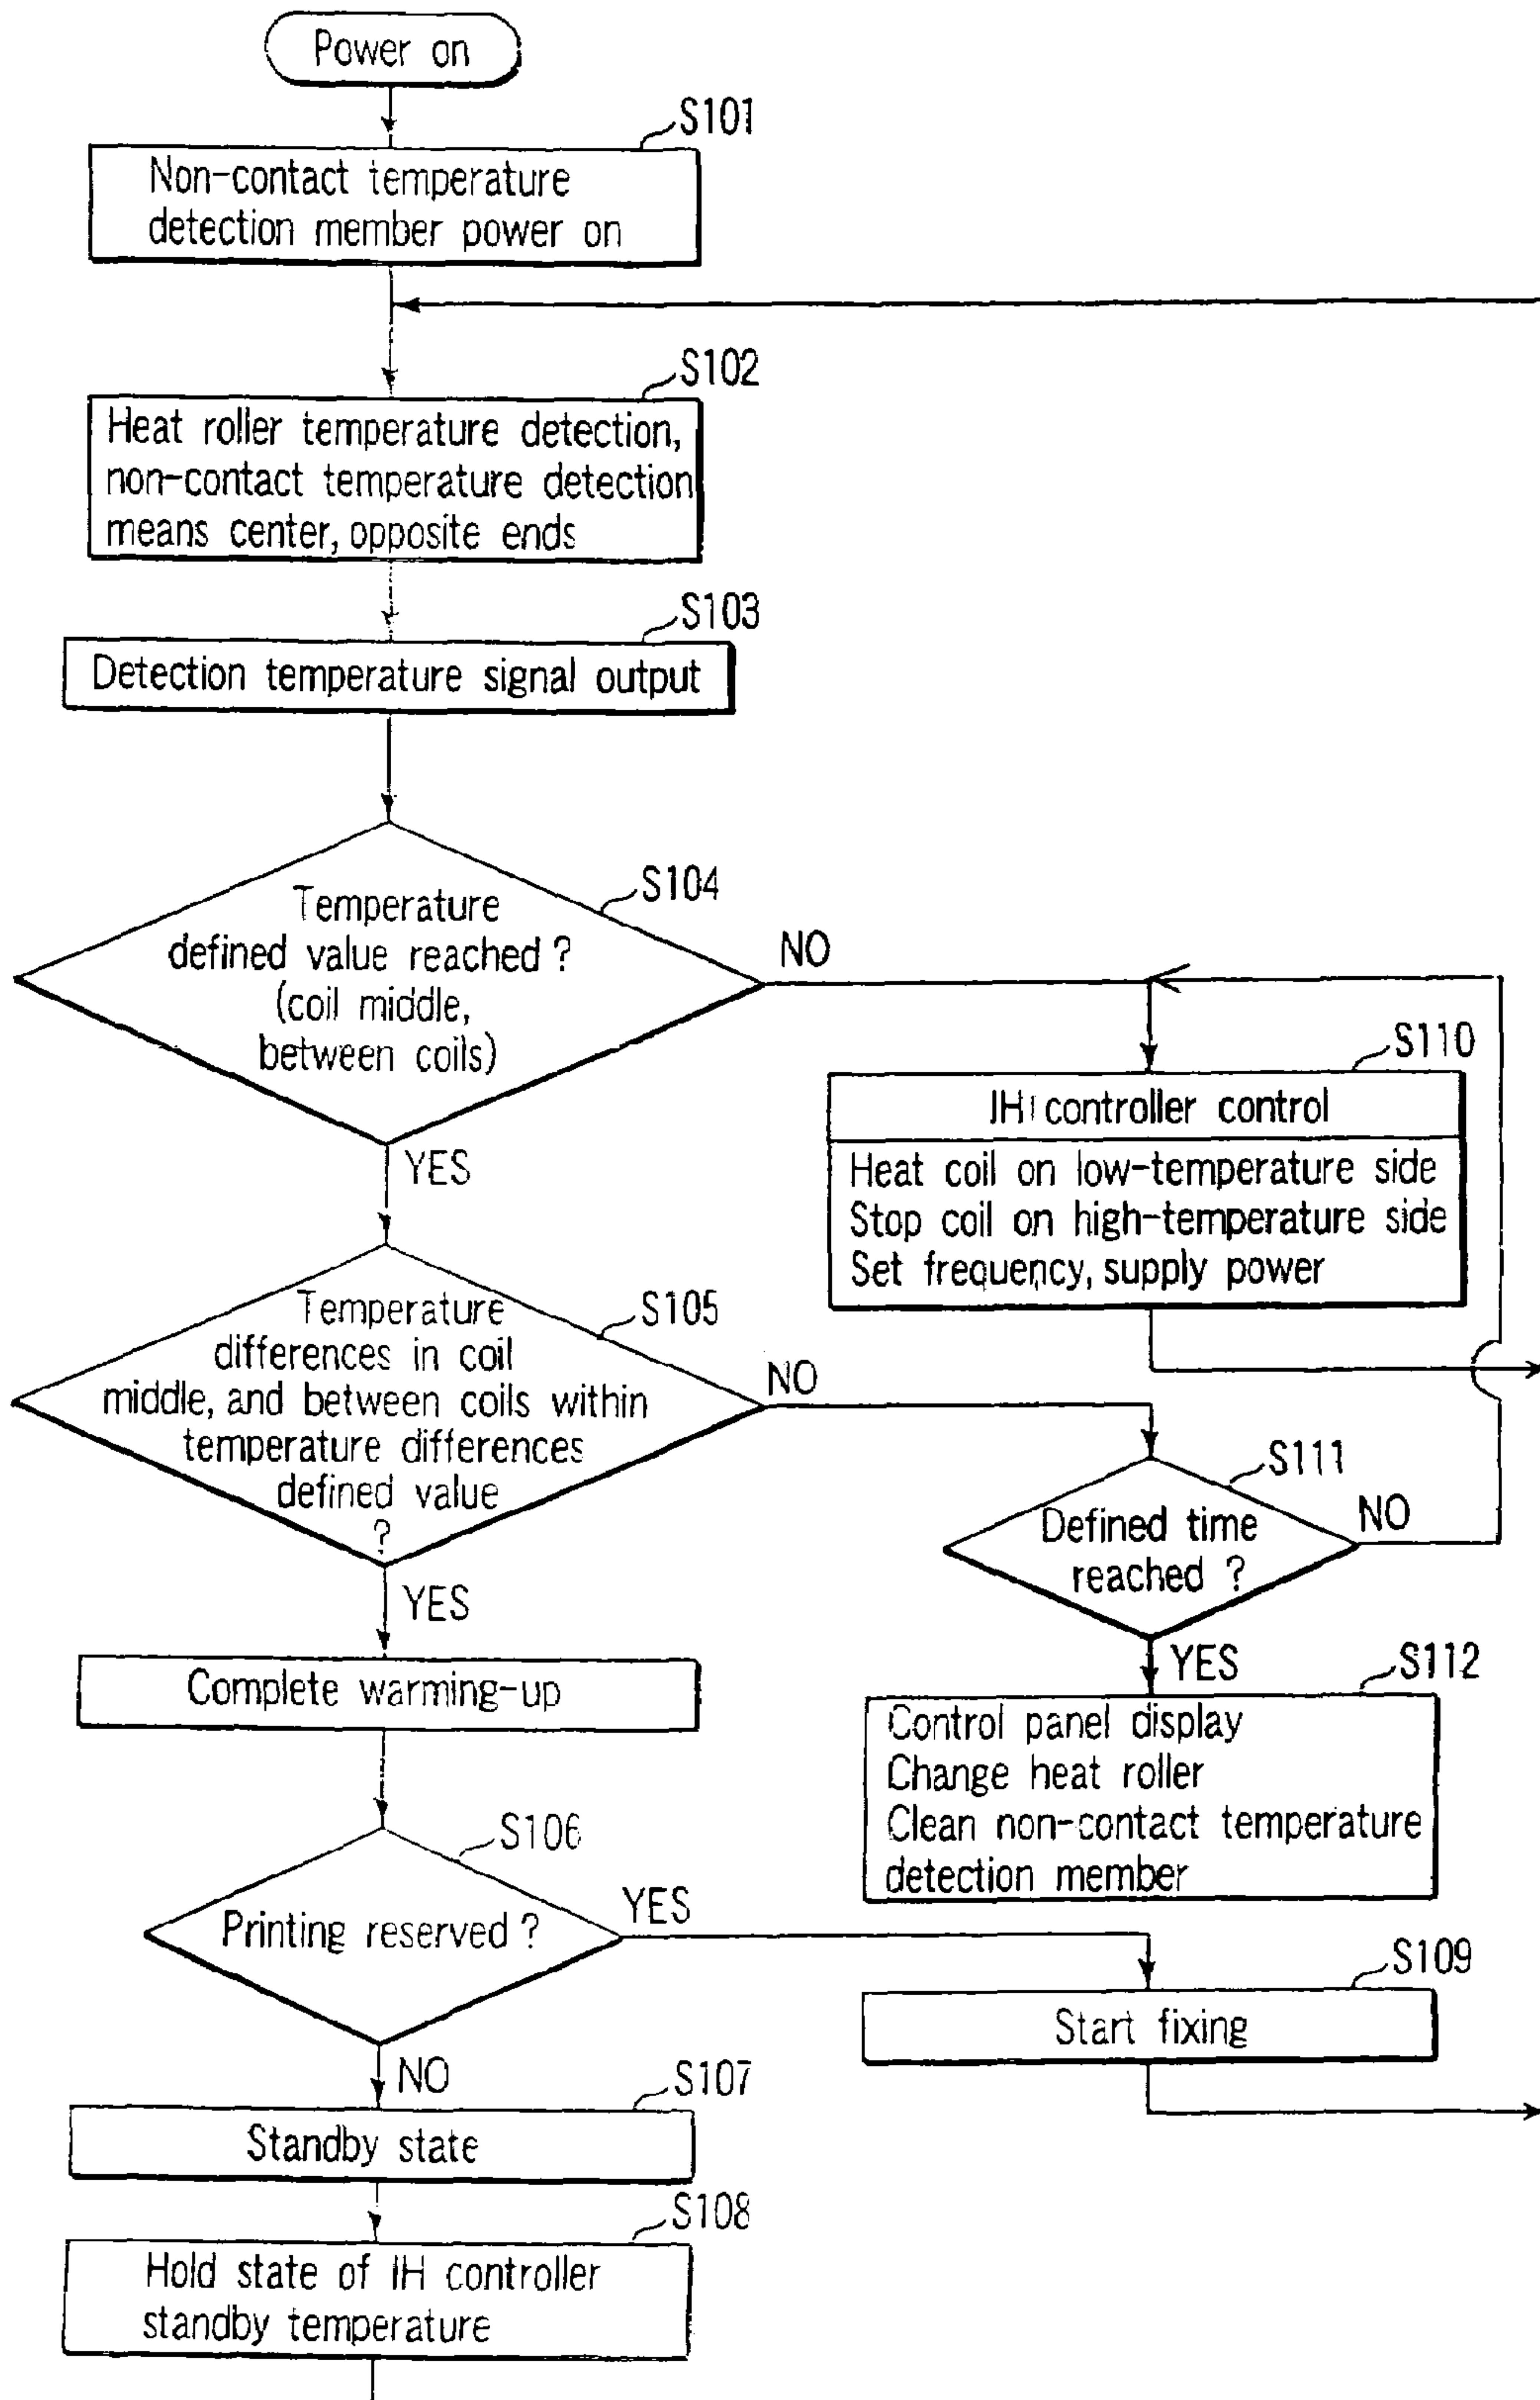 Power on
S101
Non-contact temperature
detection member power on
S102
Heat roller temperature detection,
non-contact temperature detection
means center, opposite ends
S103
Detection temperature signal output
S104
Temperature
defined value reached ?
(coil middle,
between coils)
NO
YES
S110
IH controller control
Heat coil on low-temperature side
Stop coil on high-temperature side
Set frequency, supply power
S105
Temperature
differences in coil
middle, and between coils within
temperature differences
defined value
?
NO
YES
S111
Defined time
reached ?
NO
YES
Complete warming-up
S112
Control panel display
Change heat roller
Clean non-contact temperature
detection member
S106
Printing reserved ?
YES
NO
S109
Start fixing
S107
Standby state
S108
Hold state of IH controller
standby temperature